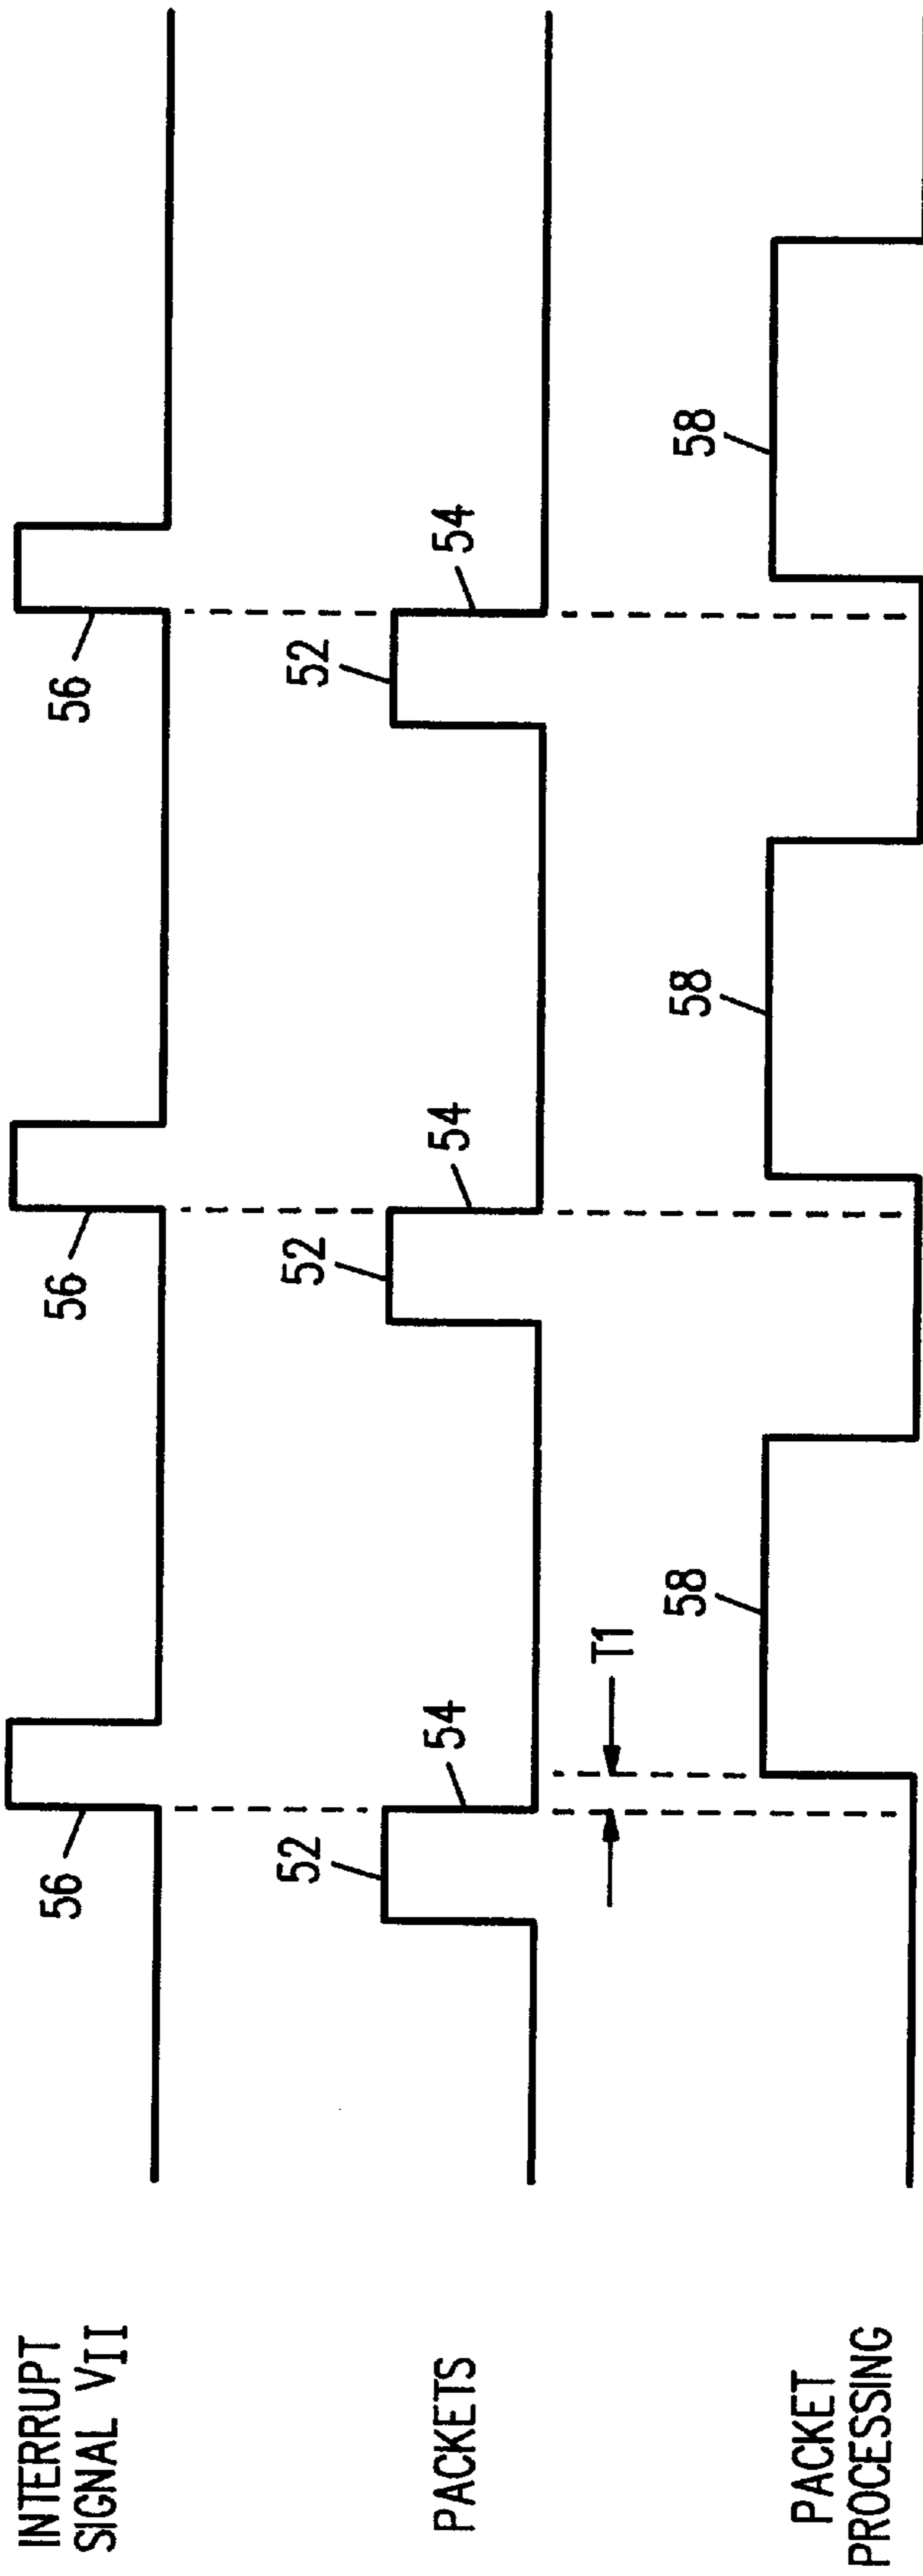 INTERRUPT
SIGNAL VII
56
56
56
PACKETS
52
54
52
54
52
54
T1
PACKET
PROCESSING
58
58
58